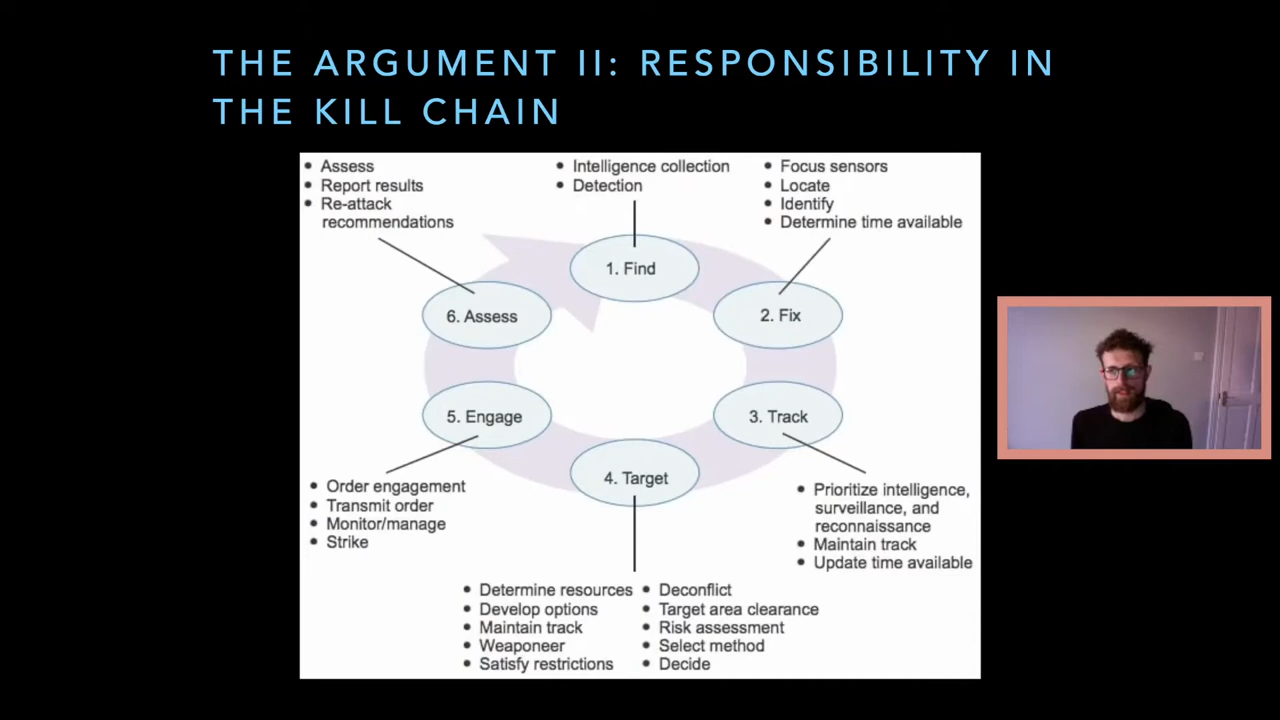 THE ARGUMENT II: RESPONSIBILITY IN
THE KILL CHAIN
• Assess
• Report results
• Re-attack
recommendations
• Intelligence collection
• Detection
• Focus sensors
• Locate
• Identify
• Determine time available
1. Find
2. Fix
3. Track
4. Target
5. Engage
6. Assess
• Prioritize intelligence,
surveillance, and
reconnaissance
• Maintain track
• Update time available
• Order engagement
• Transmit order
• Monitor/manage
• Strike
• Determine resources
• Develop options
• Maintain track
• Weaponeer
• Satisfy restrictions
• Deconflict
• Target area clearance
• Risk assessment
• Select method
• Decide